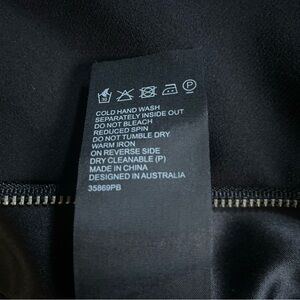 COLD HAND WASH
SEPARATELY INSIDE OUT
DO NOT BLEACH
REDUCED SPIN
DO NOT TUMBLE DRY
WARM IRON
ON REVERSE SIDE
DRY CLEANABLE (P)
MADE IN CHINA
DESIGNED IN AUSTRALIA
35869PB